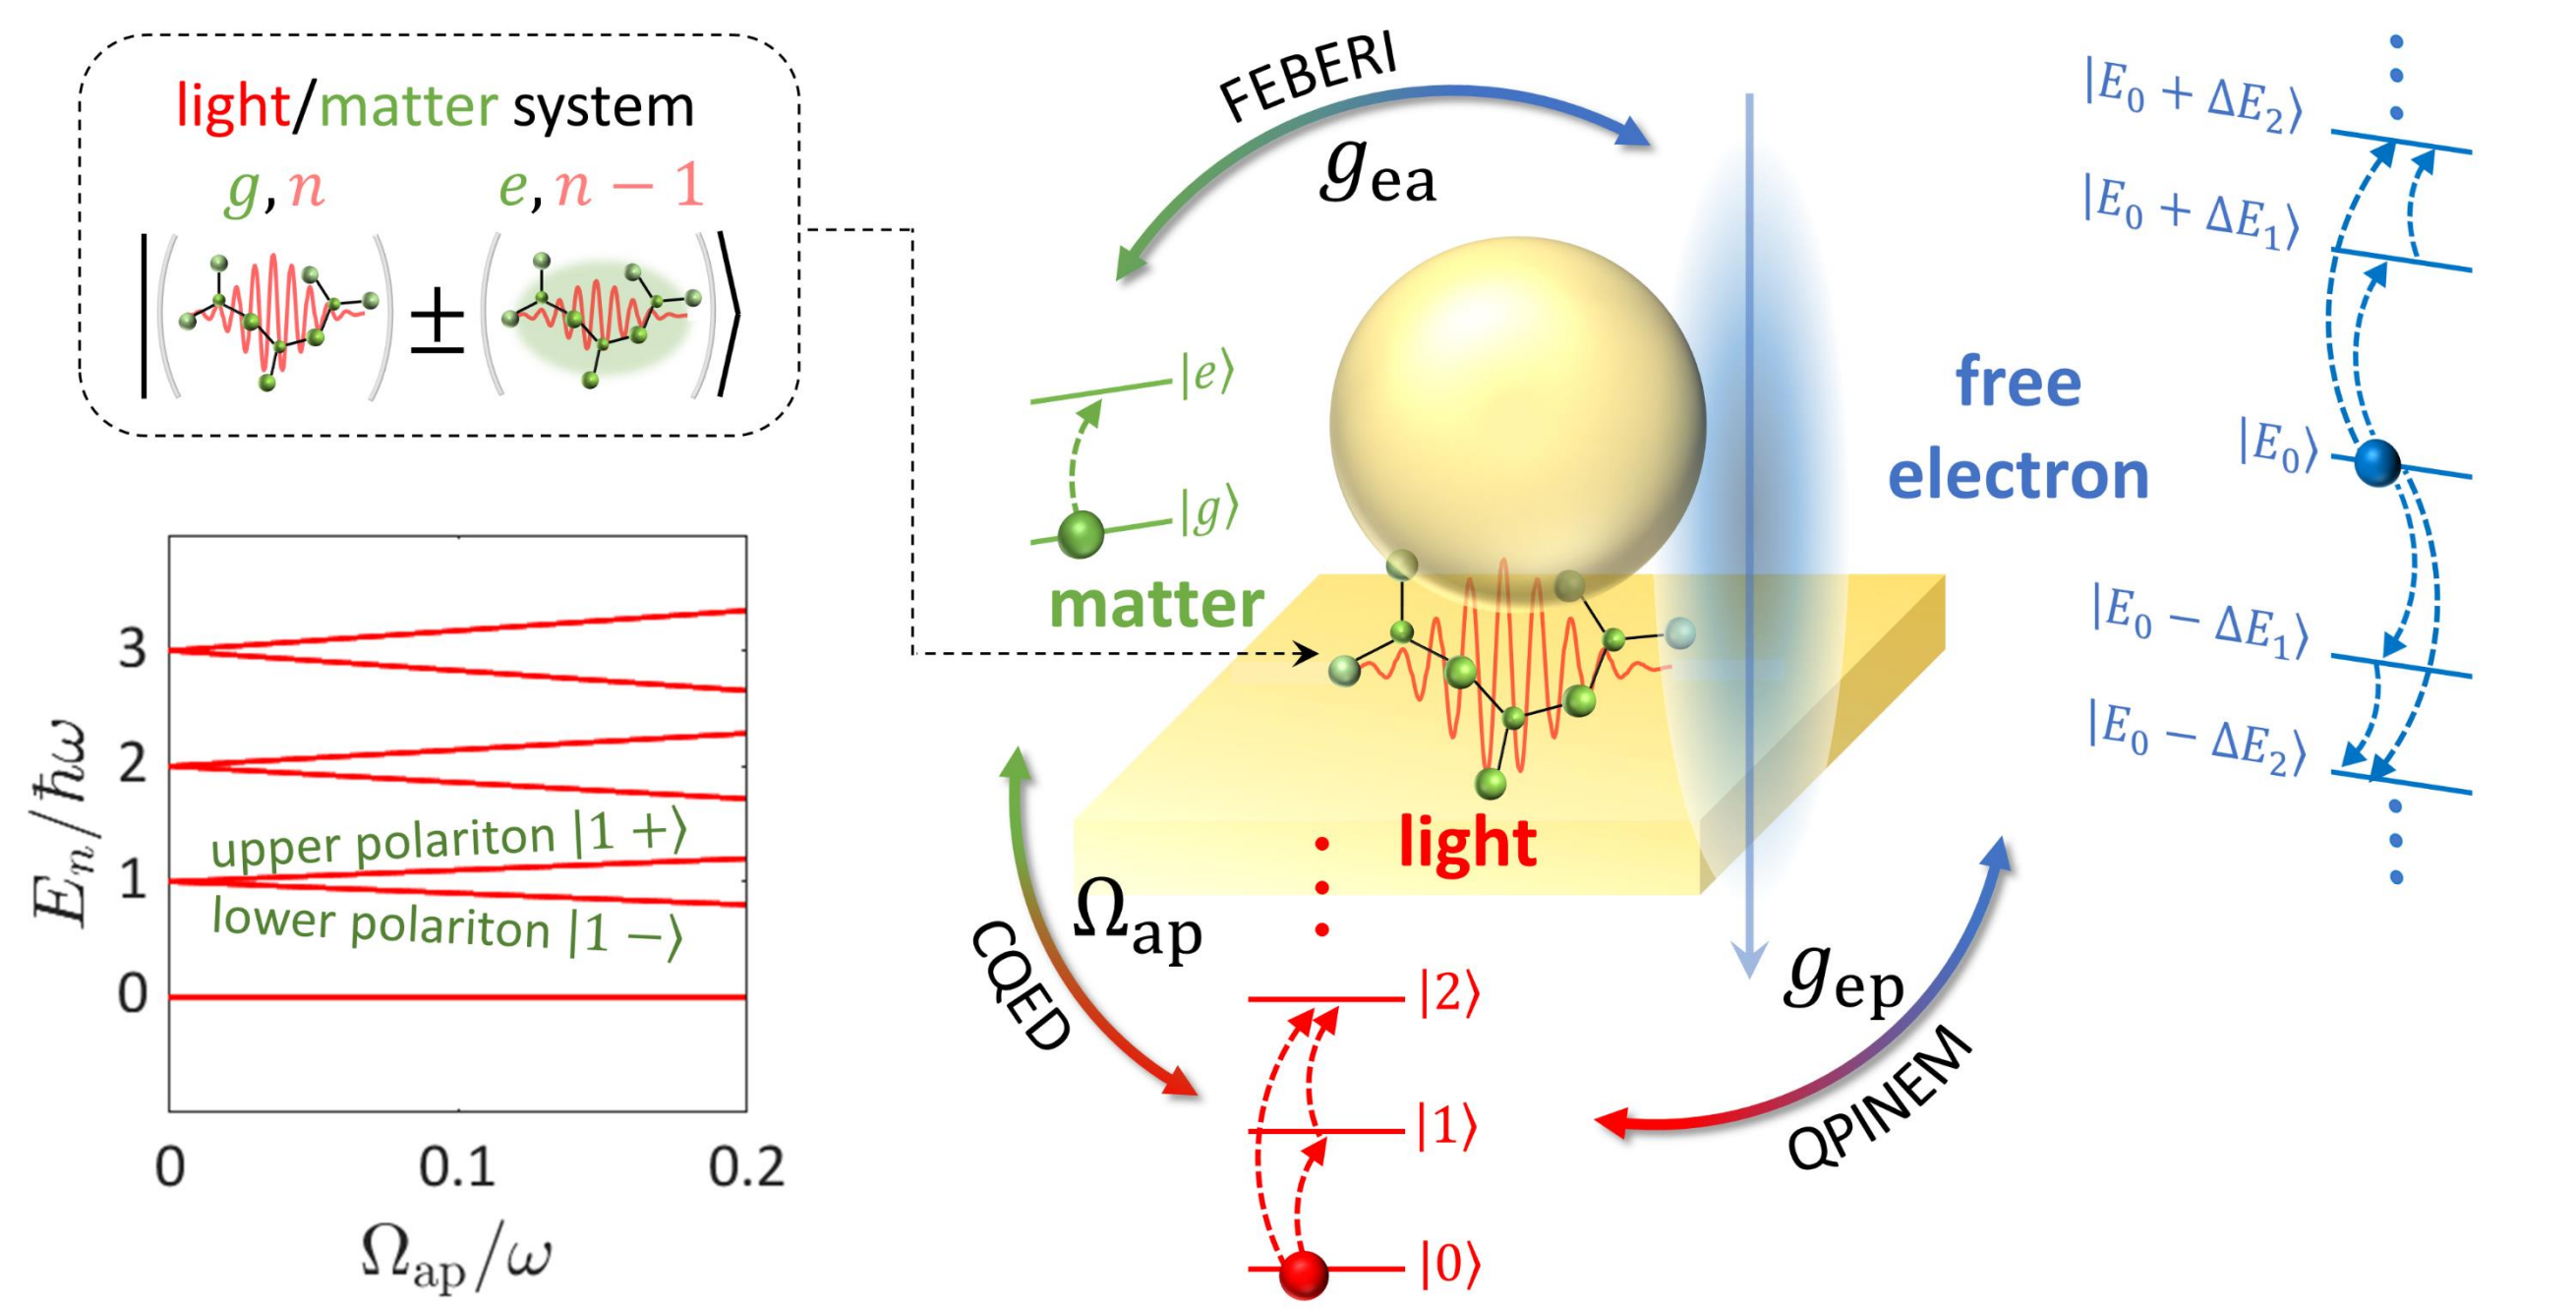 light/matter system
g, n
e, n − 1
±
FEBERI
g_ea
|e⟩
|g⟩
matter
free
electron
|E_0 + ΔE_2⟩
|E_0 + ΔE_1⟩
|E_0⟩
|E_0 − ΔE_1⟩
|E_0 − ΔE_2⟩
light
Ω_ap
CQED
g_ep
QPINEM
|2⟩
|1⟩
|0⟩
E_n/ħω
3
2
upper polariton |1 +⟩
1
lower polariton |1 −⟩
0
0 0.1 0.2
Ω_ap/ω